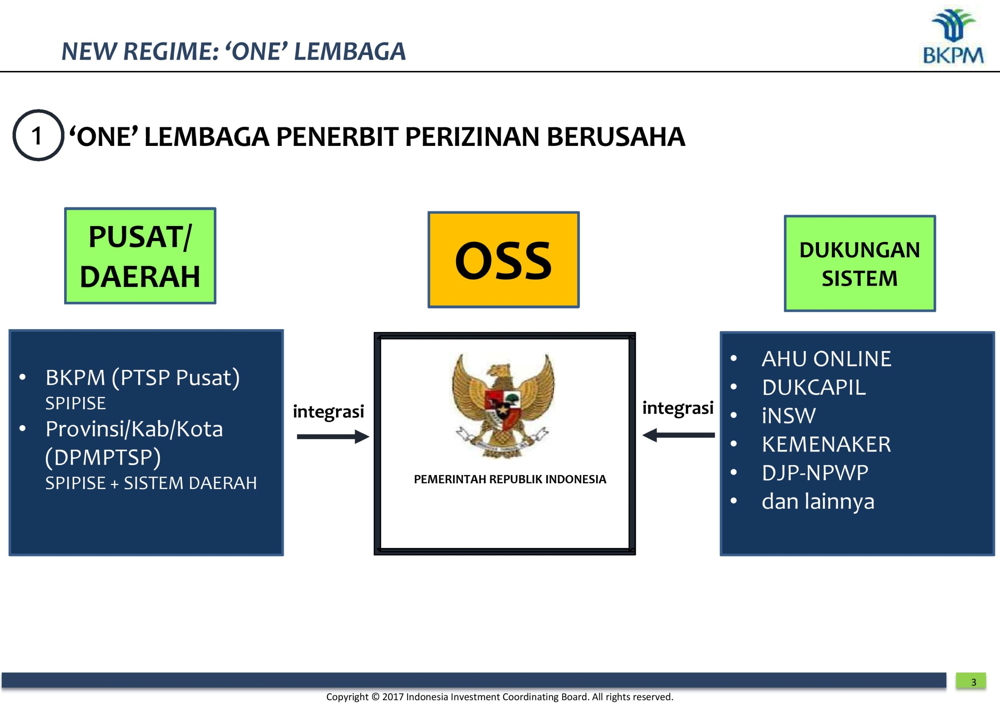 NEW REGIME: ‘ONE’ LEMBAGA
BKPM
1
‘ONE’ LEMBAGA PENERBIT PERIZINAN BERUSAHA
PUSAT/
DAERAH
• BKPM (PTSP Pusat)
SPIPISE
• Provinsi/Kab/Kota
(DPMPTSP)
SPIPISE + SISTEM DAERAH
integrasi
OSS
PEMERINTAH REPUBLIK INDONESIA
integrasi
DUKUNGAN
SISTEM
• AHU ONLINE
• DUKCAPIL
• iNSW
• KEMENAKER
• DJP-NPWP
• dan lainnya
3
Copyright © 2017 Indonesia Investment Coordinating Board. All rights reserved.